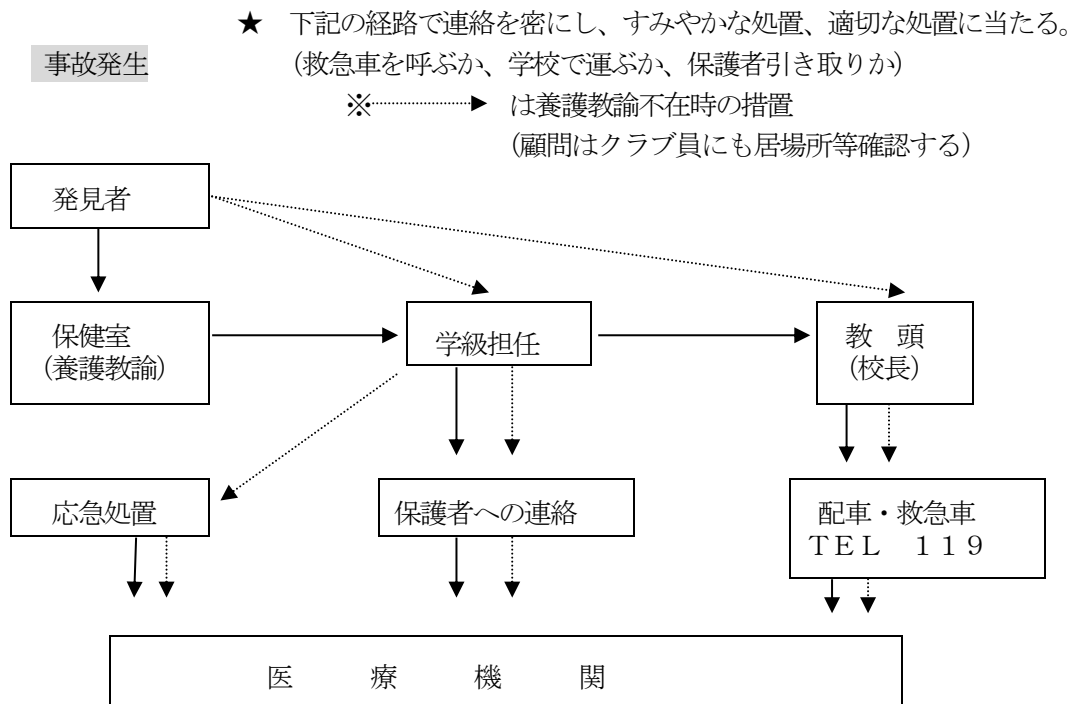 ★ 下記の経路で連絡を密にし、すみやかな処置、適切な処置に当たる。
事故発生 (救急車を呼ぶか、学校で運ぶか、保護者引き取りか)
※ は養護教諭不在時の措置
(顧問はクラブ員にも居場所等確認する)
発見者
保健室
(養護教諭)
学級担任
教 頭
(校長)
応急処置
保護者への連絡
配車・救急車
ＴＥＬ １１９
医 療 機 関